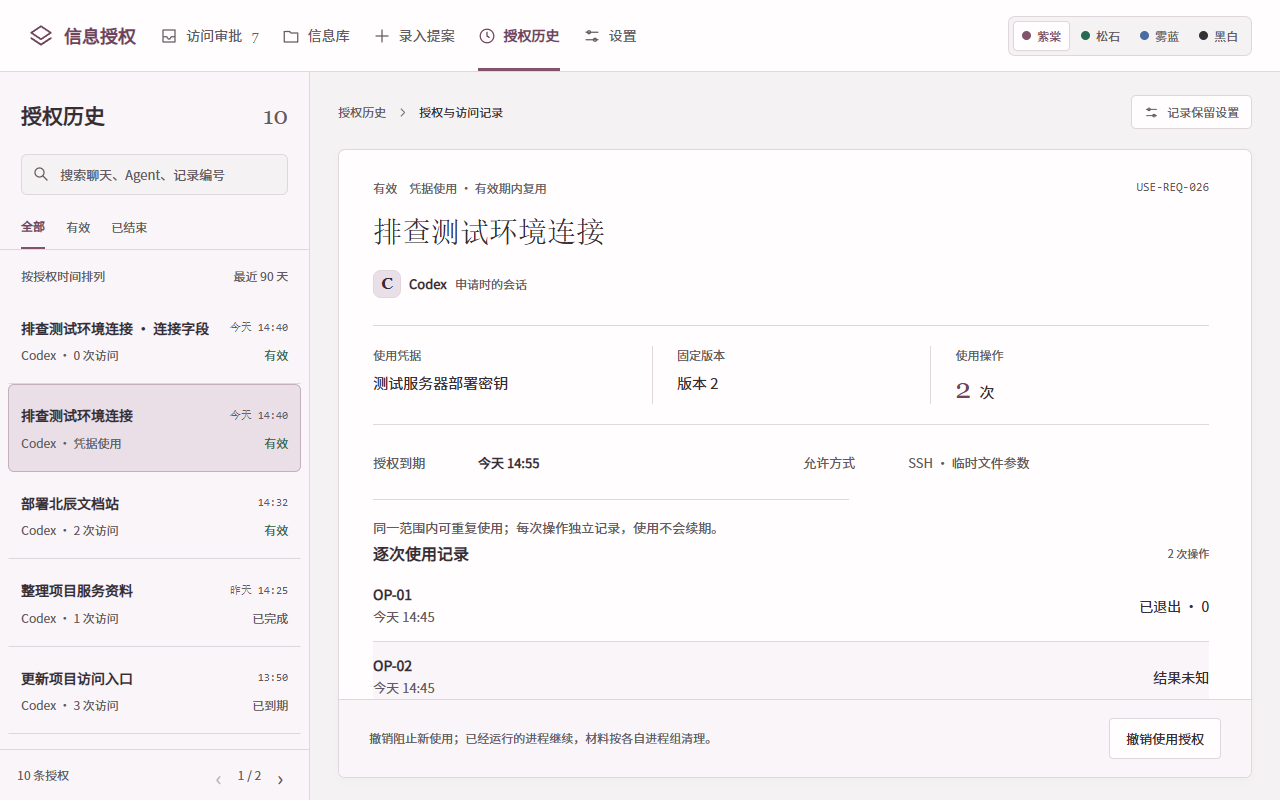 信息授权
访问审批 7
信息库
录入提案
授权历史
设置
紫棠
松石
雾蓝
黑白
授权历史 10
搜索聊天、Agent、记录编号
全部 有效 已结束
按授权时间排列 最近 90 天
排查测试环境连接 · 连接字段 今天 14:40
Codex · 0 次访问 有效
排查测试环境连接 今天 14:40
Codex · 凭据使用 有效
部署北辰文档站 14:32
Codex · 2 次访问 有效
整理项目服务资料 昨天 14:25
Codex · 1 次访问 已完成
更新项目访问入口 13:50
Codex · 3 次访问 已到期
10 条授权 ‹ 1 / 2 ›
授权历史 > 授权与访问记录
记录保留设置
有效 凭据使用 · 有效期内复用 USE-REQ-026
排查测试环境连接
C Codex 申请时的会话
使用凭据 固定版本 使用操作
测试服务器部署密钥 版本 2 2 次
授权到期 今天 14:55 允许方式 SSH · 临时文件参数
同一范围内可重复使用；每次操作独立记录，使用不会续期。
逐次使用记录 2 次操作
OP-01
今天 14:45 已退出 · 0
OP-02
今天 14:45 结果未知
撤销阻止新使用；已经运行的进程继续，材料按各自进程组清理。
撤销使用授权